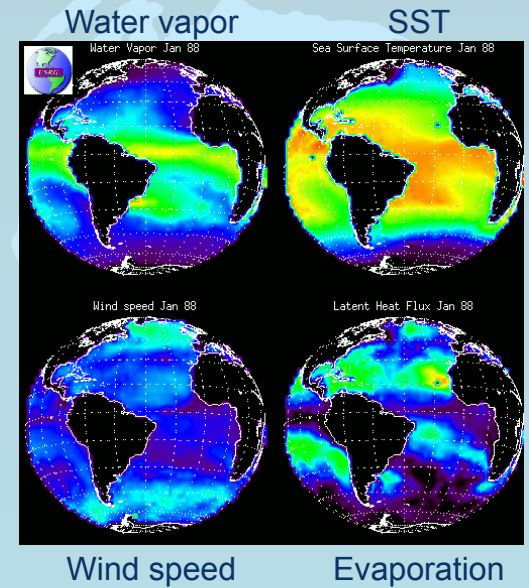 Water vapor
SST
Water Vapor Jan 88
Sea Surface Temperature Jan 88
ESRG
Wind speed Jan 88
Latent Heat Flux Jan 88
Wind speed
Evaporation